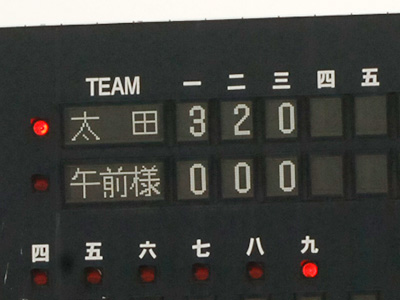 TEAM 一 二 三 四 五
太田 3 2 0
午前様 0 0 0
四 五 六 七 八 九